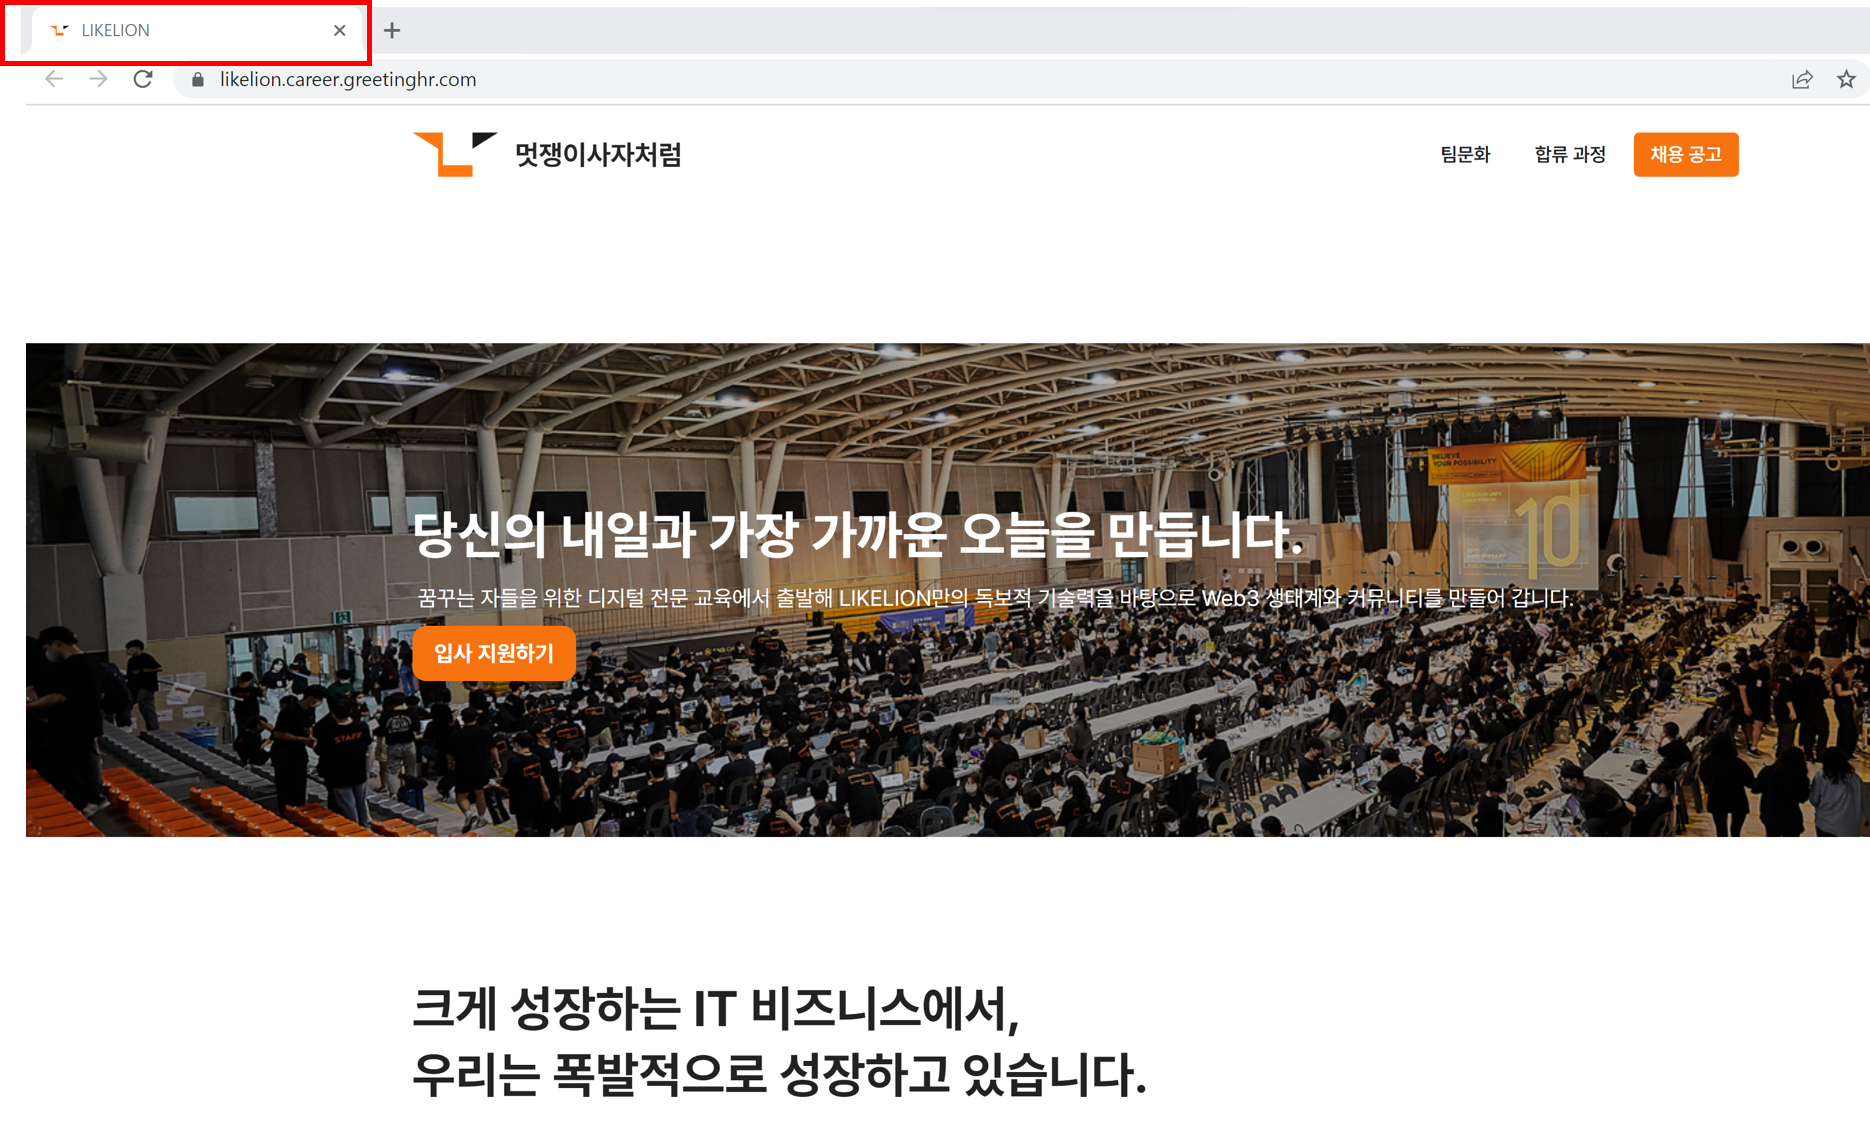 LIKELION
likelion.career.greetinghr.com
멋쟁이사자처럼
팀문화 합류 과정 채용 공고
BELIEVE
YOUR POSSIBILITY
10
당신의 내일과 가장 가까운 오늘을 만듭니다.
꿈꾸는 자들을 위한 디지털 전문 교육에서 출발해 LIKELION만의 독보적 기술력을 바탕으로 Web3 생태계와 커뮤니티를 만들어 갑니다.
입사 지원하기
STAFF
크게 성장하는 IT 비즈니스에서,
우리는 폭발적으로 성장하고 있습니다.